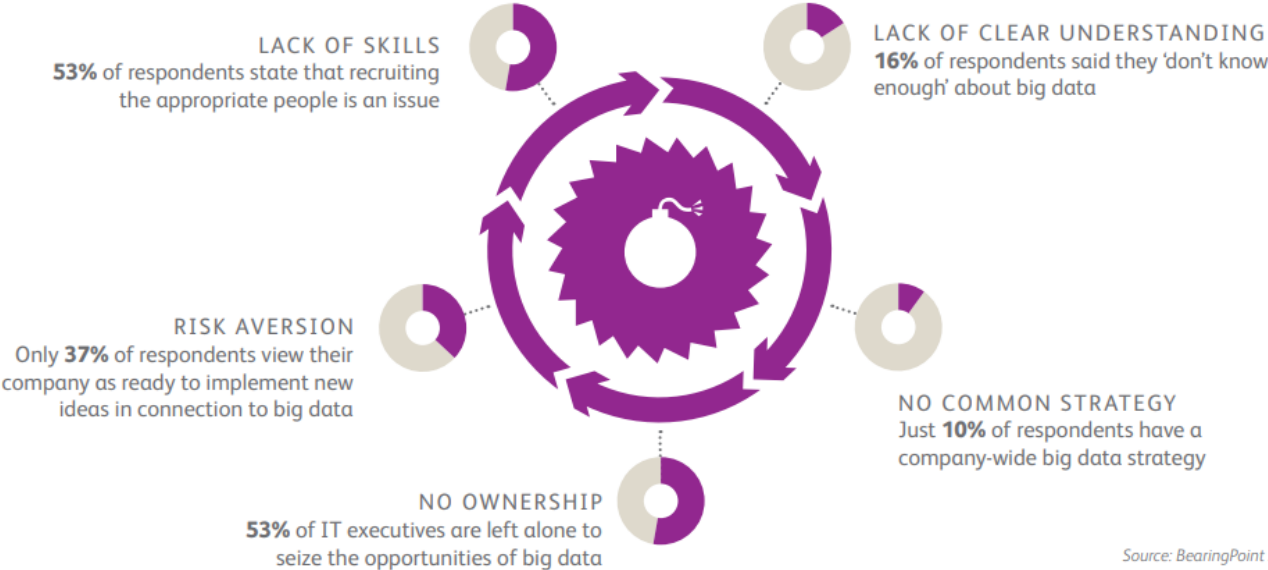 LACK OF SKILLS
53% of respondents state that recruiting
the appropriate people is an issue
LACK OF CLEAR UNDERSTANDING
16% of respondents said they ‘don’t know
enough’ about big data
RISK AVERSION
Only 37% of respondents view their
company as ready to implement new
ideas in connection to big data
NO COMMON STRATEGY
Just 10% of respondents have a
company-wide big data strategy
NO OWNERSHIP
53% of IT executives are left alone to
seize the opportunities of big data
Source: BearingPoint